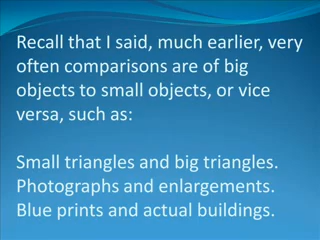 Recall that I said, much earlier, very
often comparisons are of big
objects to small objects, or vice
versa, such as:
Small triangles and big triangles.
Photographs and enlargements.
Blue prints and actual buildings.